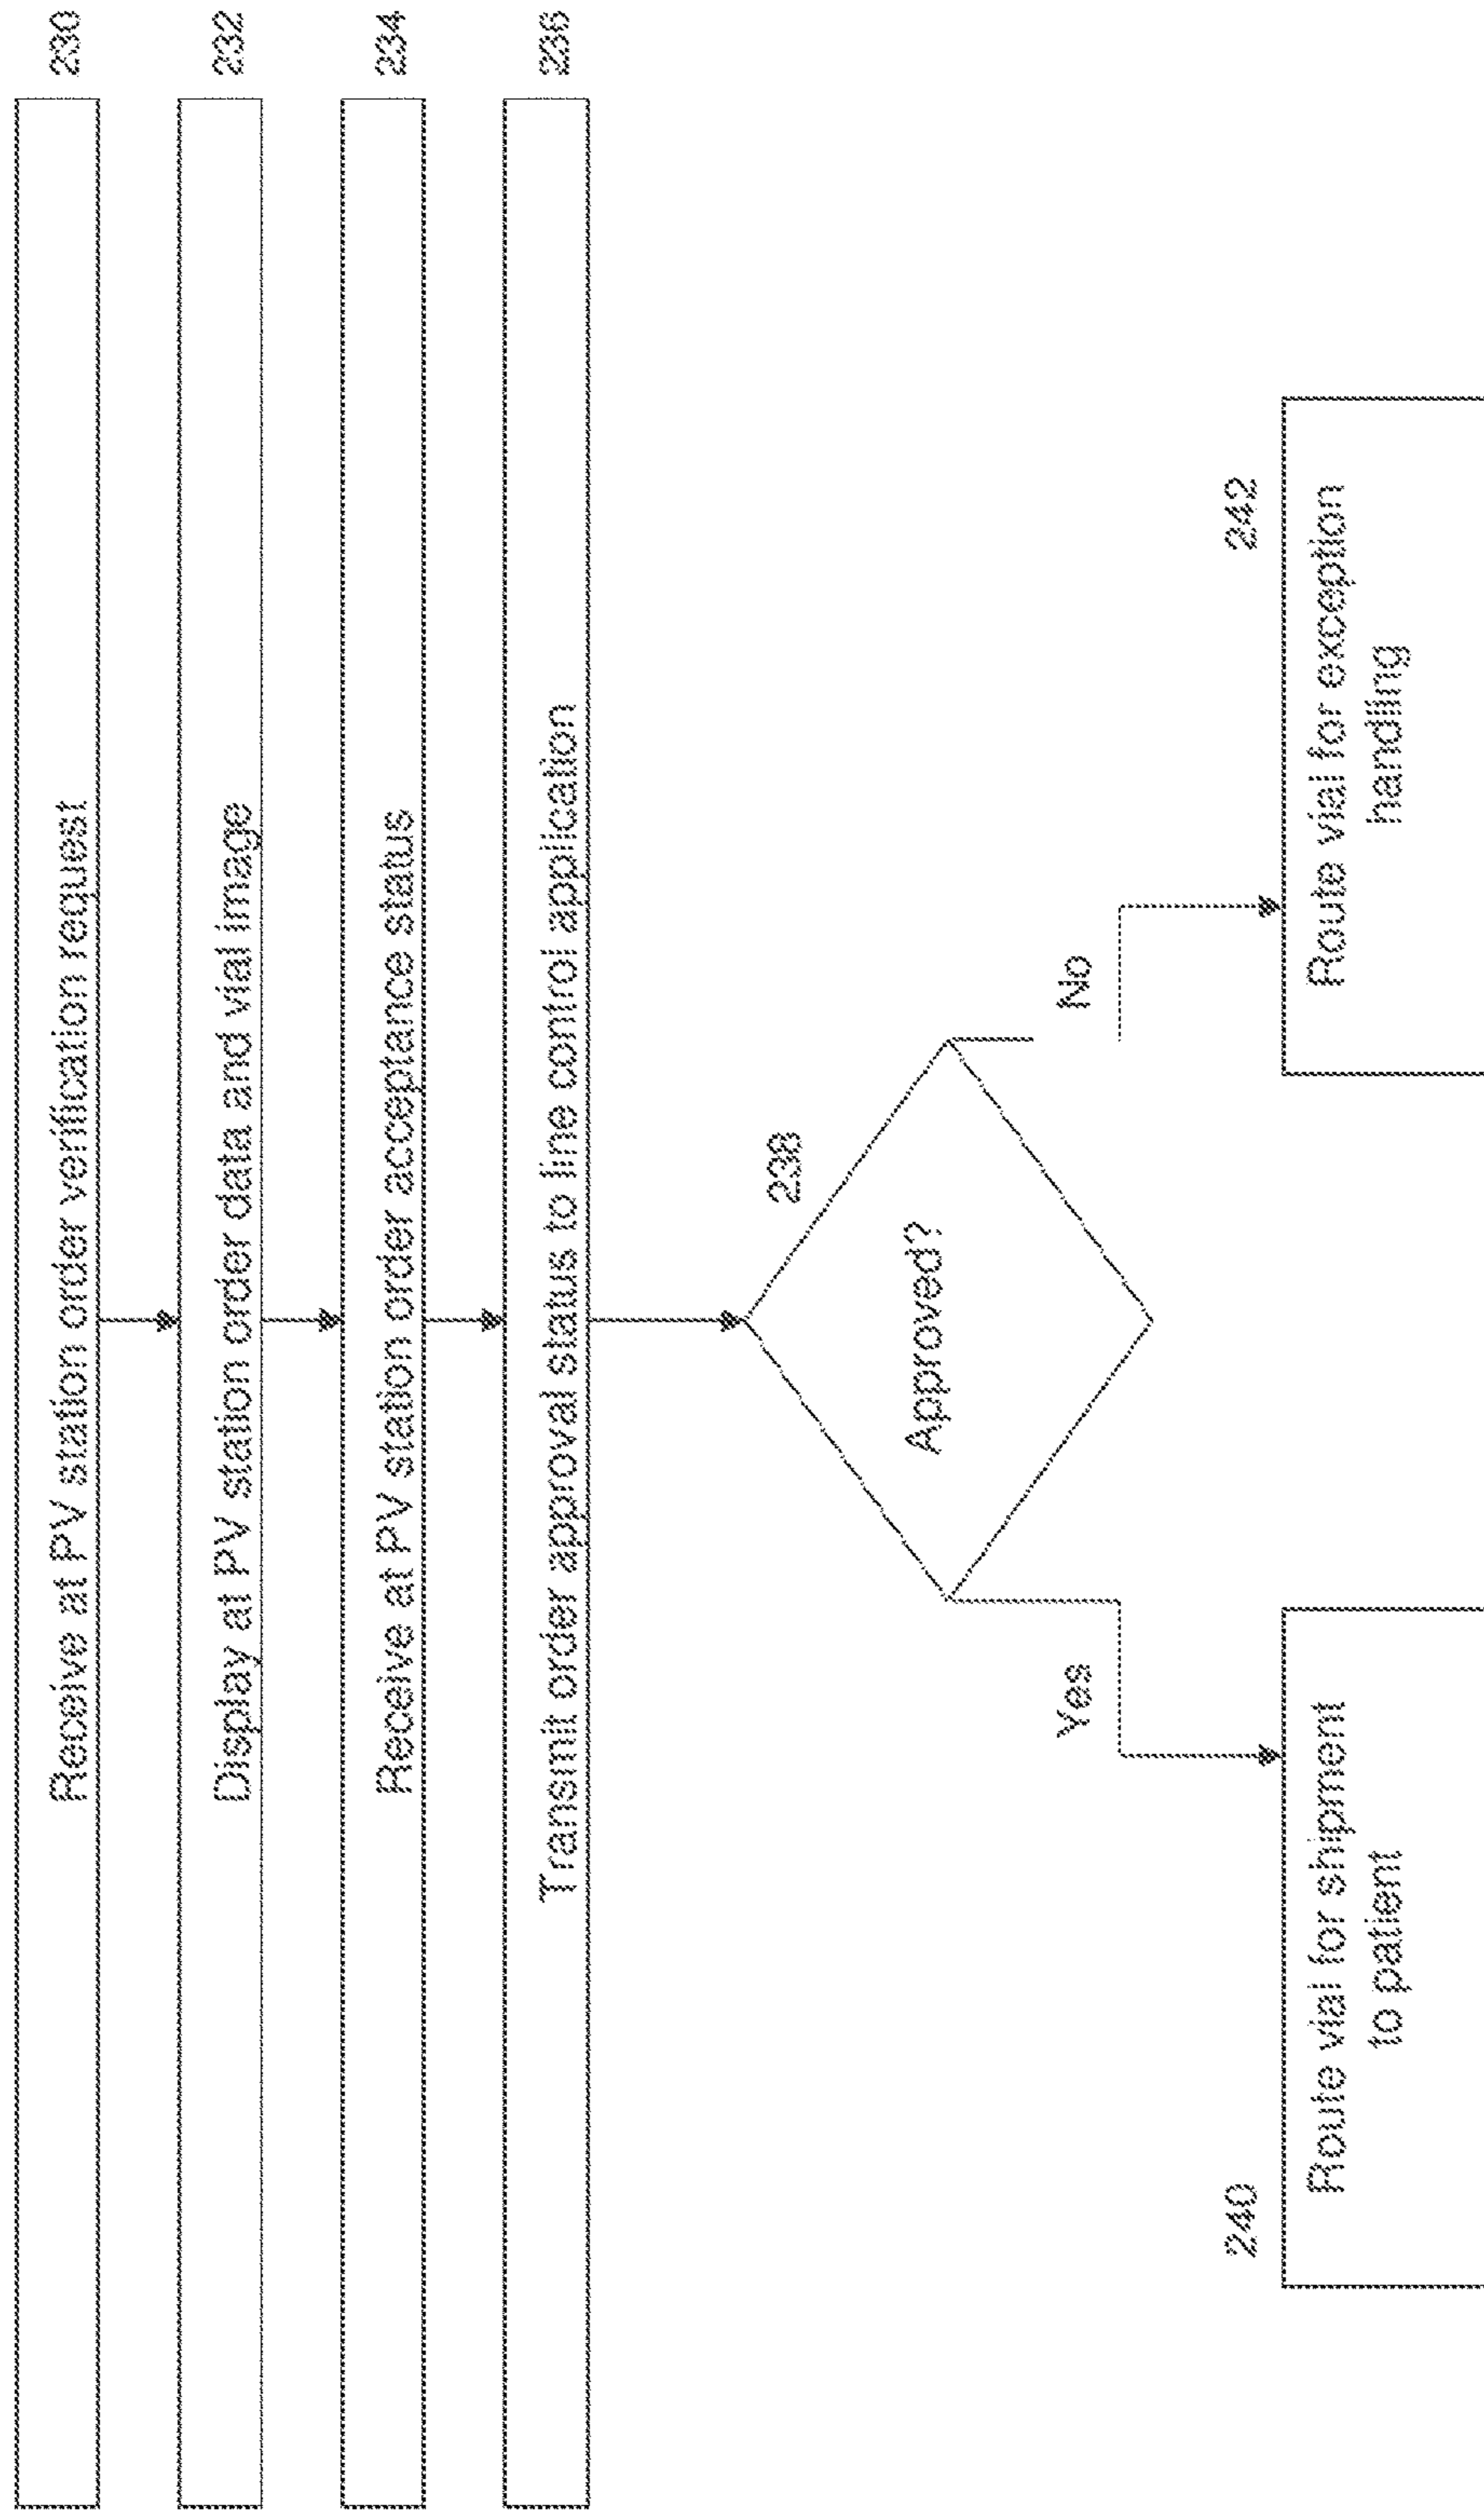 Receive at PV station order verification request
230
Display at PV station order data and vial image
232
Receive at PV station order acceptance status
234
Transmit order approval status to line control application
236
238
Approved?
Yes
No
240
Route vial for shipment
to patient
242
Route vial for exception
handling